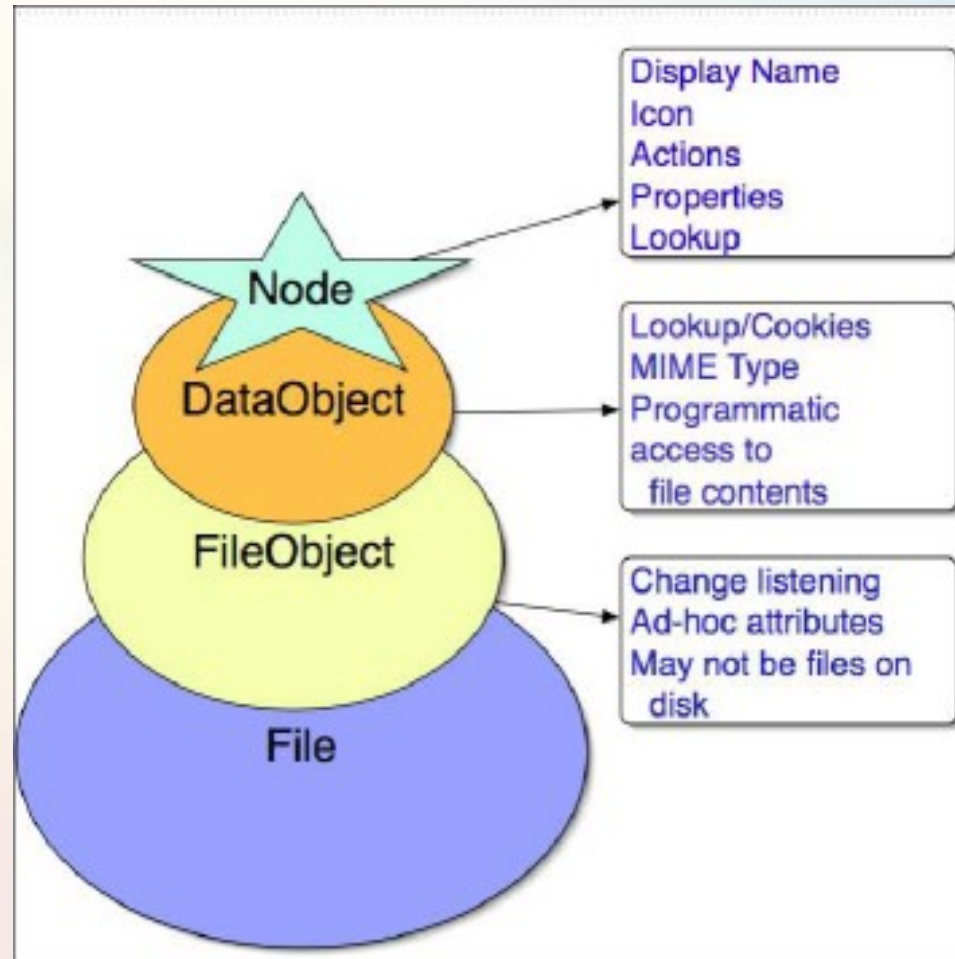 Display Name
Icon
Actions
Properties
Lookup
Node
Lookup/Cookies
MIME Type
Programmatic
access to
file contents
DataObject
FileObject
Change listening
Ad-hoc attributes
May not be files on
disk
File